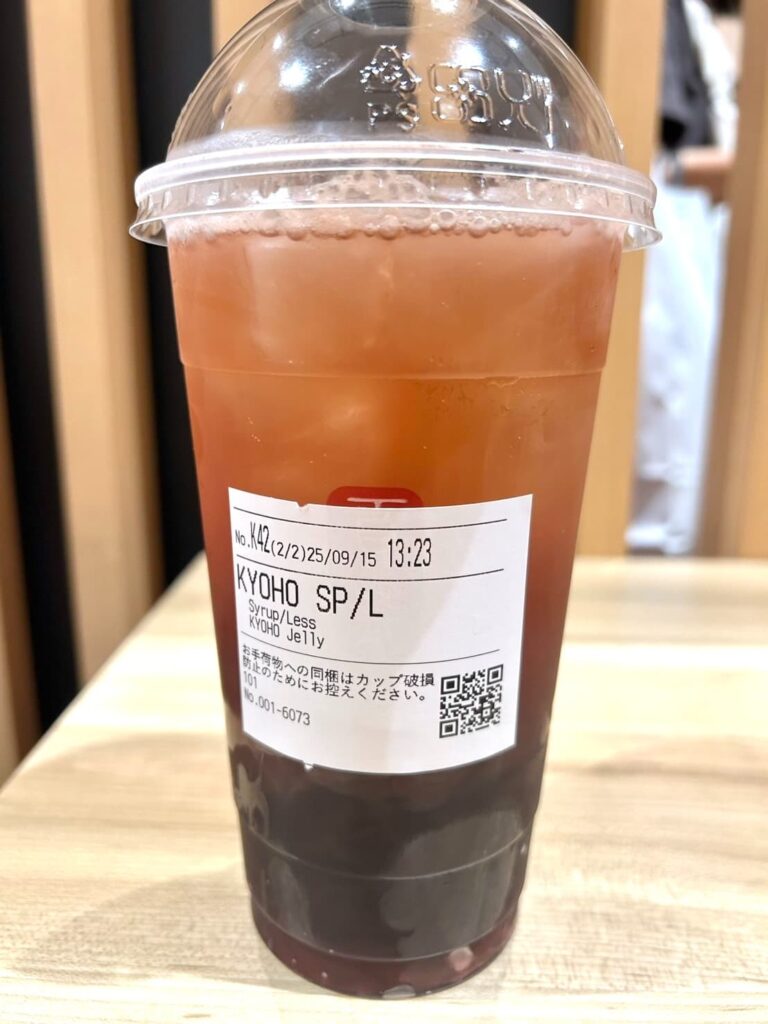 PS
No.K42(2/2)25/09/15 13:23
KYOHO SP/L
Syrup/Less
KYOHO Jelly
お手荷物への同梱はカップ破損
防止のためにお控えください。
101
No.001-6073